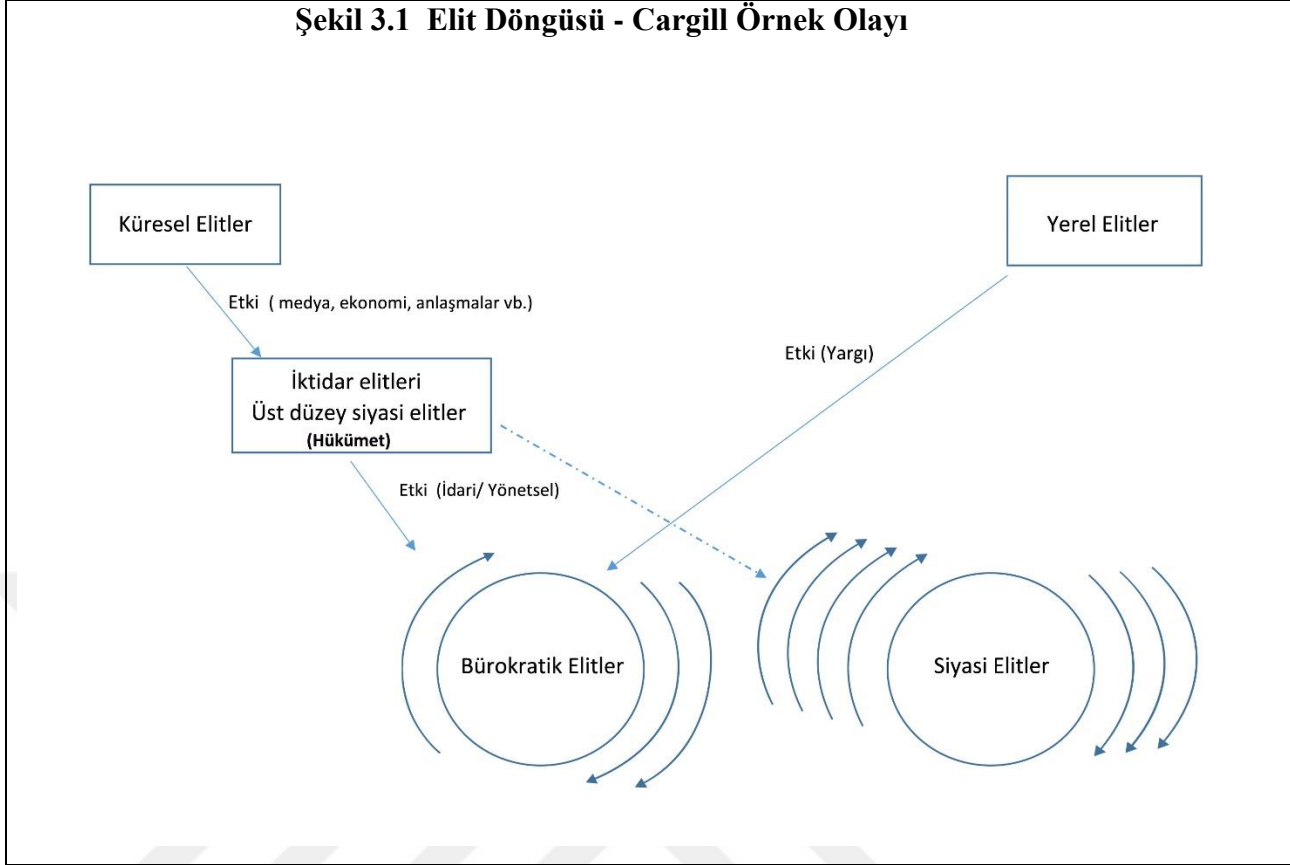 Şekil 3.1 Elit Döngüsü - Cargill Örnek Olayı
Küresel Elitler
Yerel Elitler
Etki ( medya, ekonomi, anlaşmalar vb.)
Etki (Yargı)
İktidar elitleri
Üst düzey siyasi elitler
(Hükümet)
Etki (İdari/ Yönetsel)
Bürokratik Elitler
Siyasi Elitler